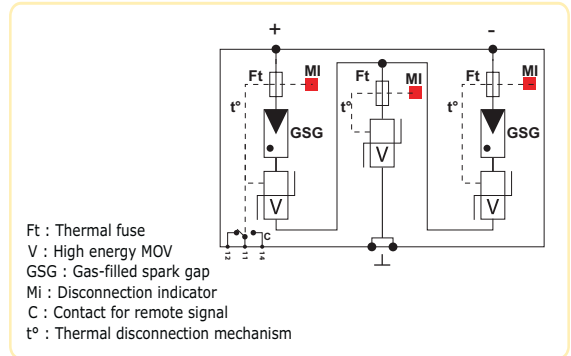 + -
Ft MI Ft MI Ft MI
t° t° t°
GSG GSG
V
V V
C
12 11 14
Ft : Thermal fuse
V : High energy MOV
GSG : Gas-filled spark gap
Mi : Disconnection indicator
C : Contact for remote signal
t° : Thermal disconnection mechanism